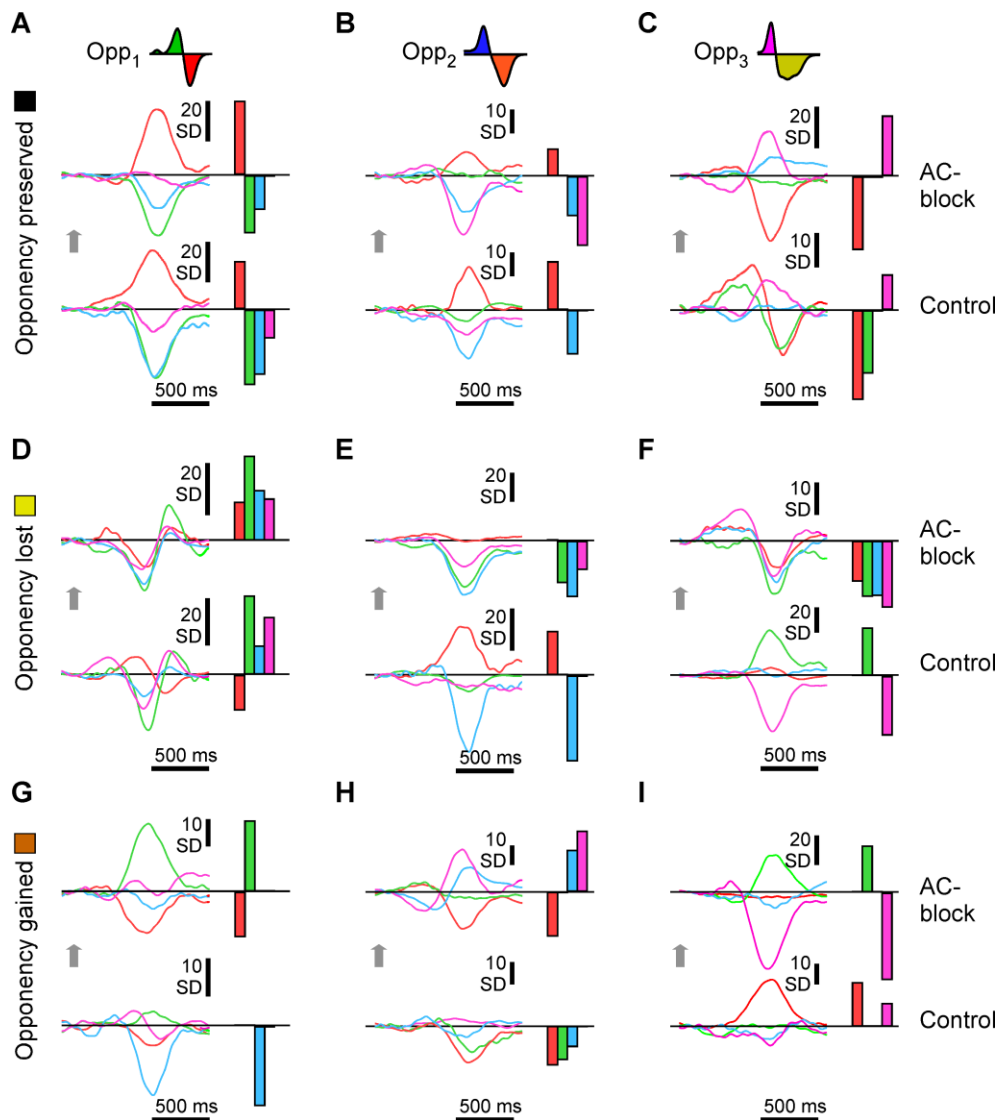 A
B
C
Opp1
Opp2
Opp3
Opponency preserved
20
SD
10
SD
20
SD
AC-
block
20
SD
10
SD
10
SD
Control
500 ms
500 ms
500 ms
D
E
F
Opponency lost
20
SD
20
SD
10
SD
AC-
block
20
SD
20
SD
20
SD
Control
500 ms
500 ms
500 ms
G
H
I
Opponency gained
10
SD
10
SD
20
SD
AC-
block
10
SD
10
SD
10
SD
Control
500 ms
500 ms
500 ms